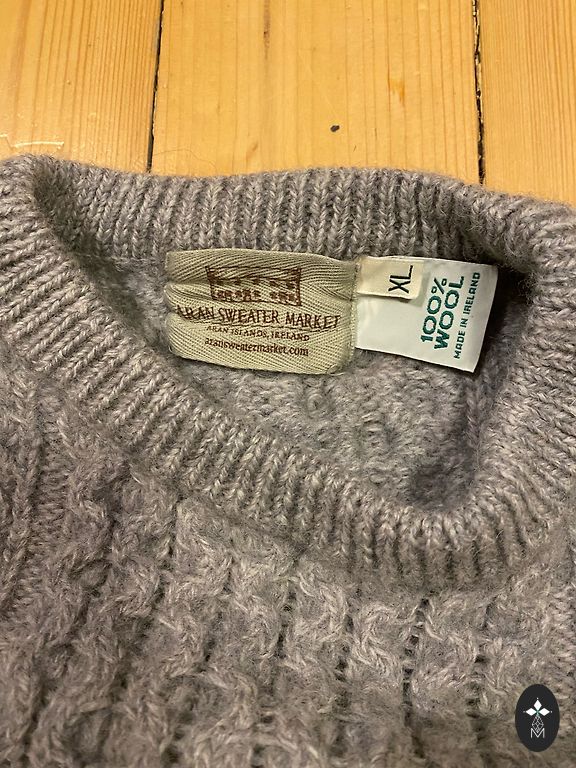 ARAN SWEATER MARKET
ARAN ISLANDS, IRELAND
aransweatermarket.com
XL
100%
WOOL
MADE IN IRELAND